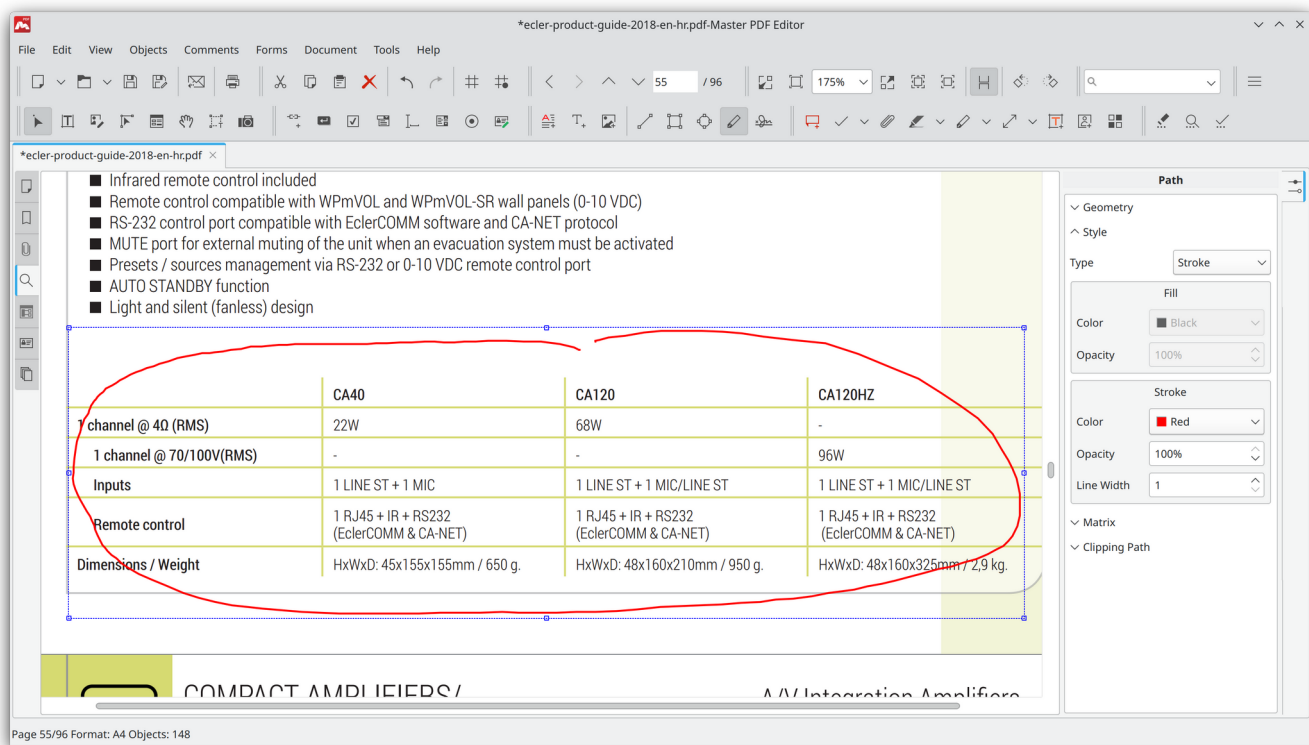 *ecler-product-guide-2018-en-hr.pdf-Master PDF Editor
File Edit View Objects Comments Forms Document Tools Help
55 / 96 175%
*ecler-product-guide-2018-en-hr.pdf
■ Infrared remote control included
■ Remote control compatible with WPmVOL and WPmVOL-SR wall panels (0-10 VDC)
■ RS-232 control port compatible with EclerCOMM software and CA-NET protocol
■ MUTE port for external muting of the unit when an evacuation system must be activated
■ Presets / sources management via RS-232 or 0-10 VDC remote control port
■ AUTO STANDBY function
■ Light and silent (fanless) design
CA40 CA120 CA120HZ
1 channel @ 4Ω (RMS) 22W 68W -
1 channel @ 70/100V(RMS) - - 96W
Inputs 1 LINE ST + 1 MIC 1 LINE ST + 1 MIC/LINE ST 1 LINE ST + 1 MIC/LINE ST
Remote control 1 RJ45 + IR + RS232 1 RJ45 + IR + RS232 1 RJ45 + IR + RS232
(EclerCOMM & CA-NET) (EclerCOMM & CA-NET) (EclerCOMM & CA-NET)
Dimensions / Weight HxWxD: 45x155x155mm / 650 g. HxWxD: 48x160x210mm / 950 g. HxWxD: 48x160x325mm / 2,9 kg.
COMPACT AMPLIFIERS/ A/V Integration Amplifiers
Path
Geometry
Style
Type Stroke
Fill
Color Black
Opacity 100%
Stroke
Color Red
Opacity 100%
Line Width 1
Matrix
Clipping Path
Page 55/96 Format: A4 Objects: 148